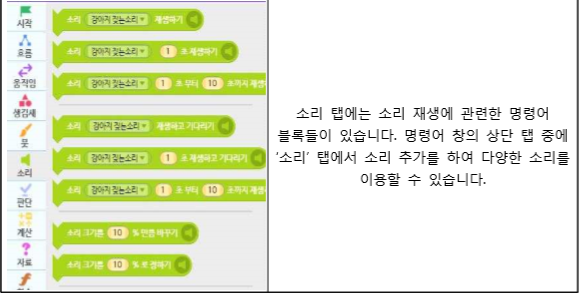 시작
흐름
움직임
생김새
붓
소리
판단
계산
자료
소리 강아지 짖는소리 재생하기
소리 강아지 짖는소리 1 초 재생하기
소리 강아지 짖는소리 1 초 부터 10 초까지 재생
소리 강아지 짖는소리 재생하고 기다리기
소리 강아지 짖는소리 1 초 재생하고 기다리기
소리 강아지 짖는소리 1 초 부터 10 초까지 재생
소리 크기를 10 % 만큼 바꾸기
소리 크기를 10 % 로 정하기
소리 탭에는 소리 재생에 관련한 명령어
블록들이 있습니다. 명령어 창의 상단 탭 중에
‘소리’ 탭에서 소리 추가를 하여 다양한 소리를
이용할 수 있습니다.